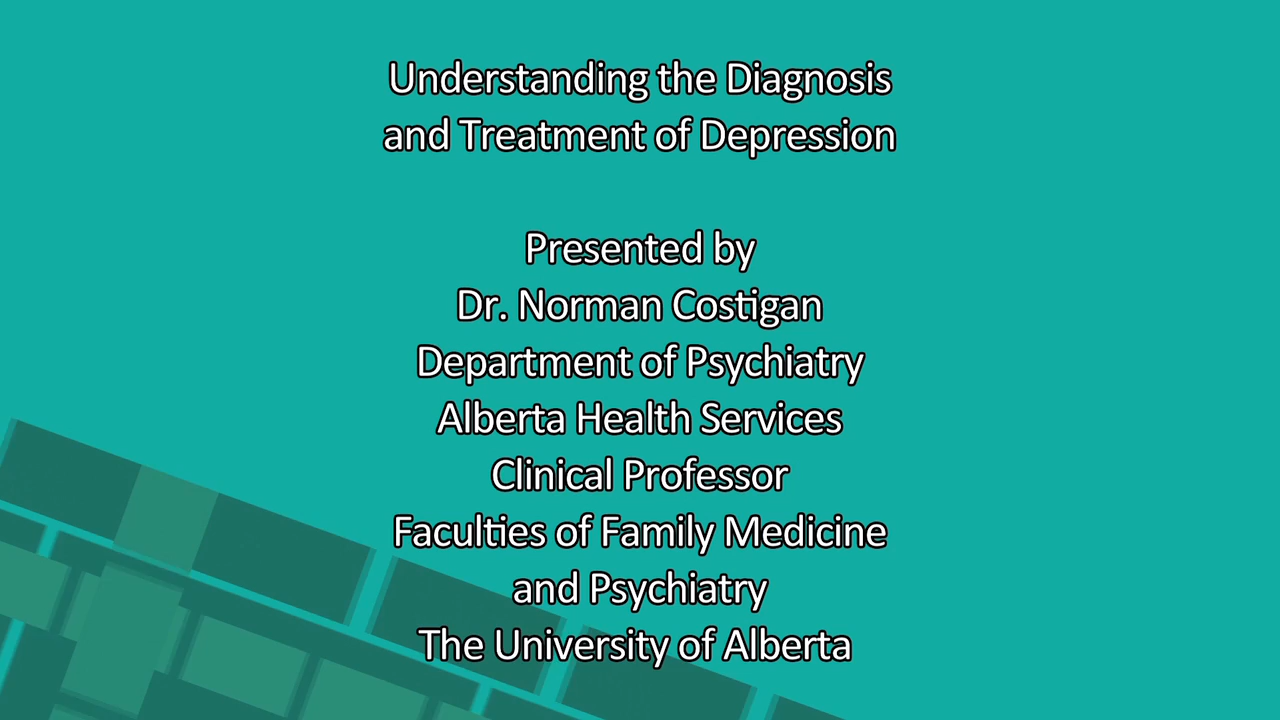 Understanding the Diagnosis
and Treatment of Depression
Presented by
Dr. Norman Costigan
Department of Psychiatry
Alberta Health Services
Clinical Professor
Faculties of Family Medicine
and Psychiatry
The University of Alberta